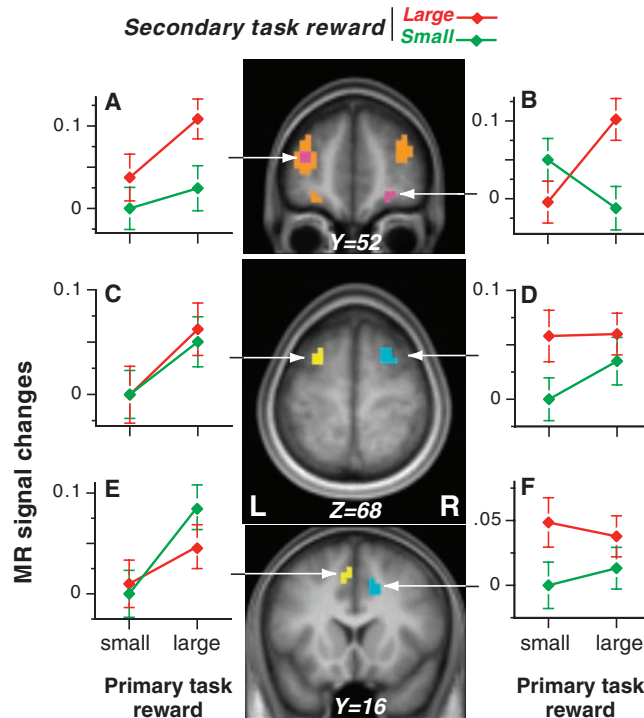 Secondary task reward
Large
Small
A
0.1
0
Y=52
B
0.1
0
C
0.1
0
L
Z=68
R
D
0.1
0
E
0.1
0
small
large
Primary task
reward
Y=16
F
.05
0
small
large
Primary task
reward
MR signal changes